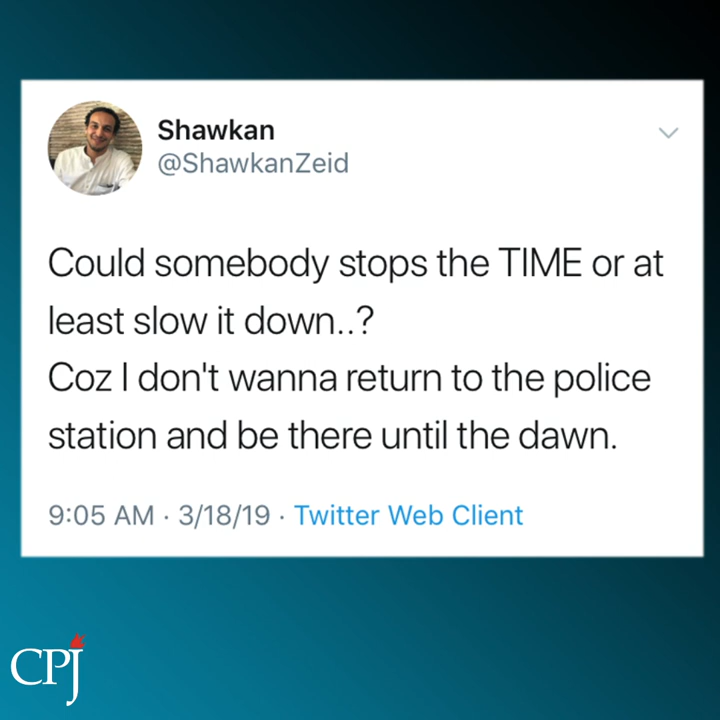 Shawkan
@ShawkanZeid
Could somebody stops the TIME or at
least slow it down..?
Coz I don't wanna return to the police
station and be there until the dawn.
9:05 AM · 3/18/19 · Twitter Web Client
CPJ